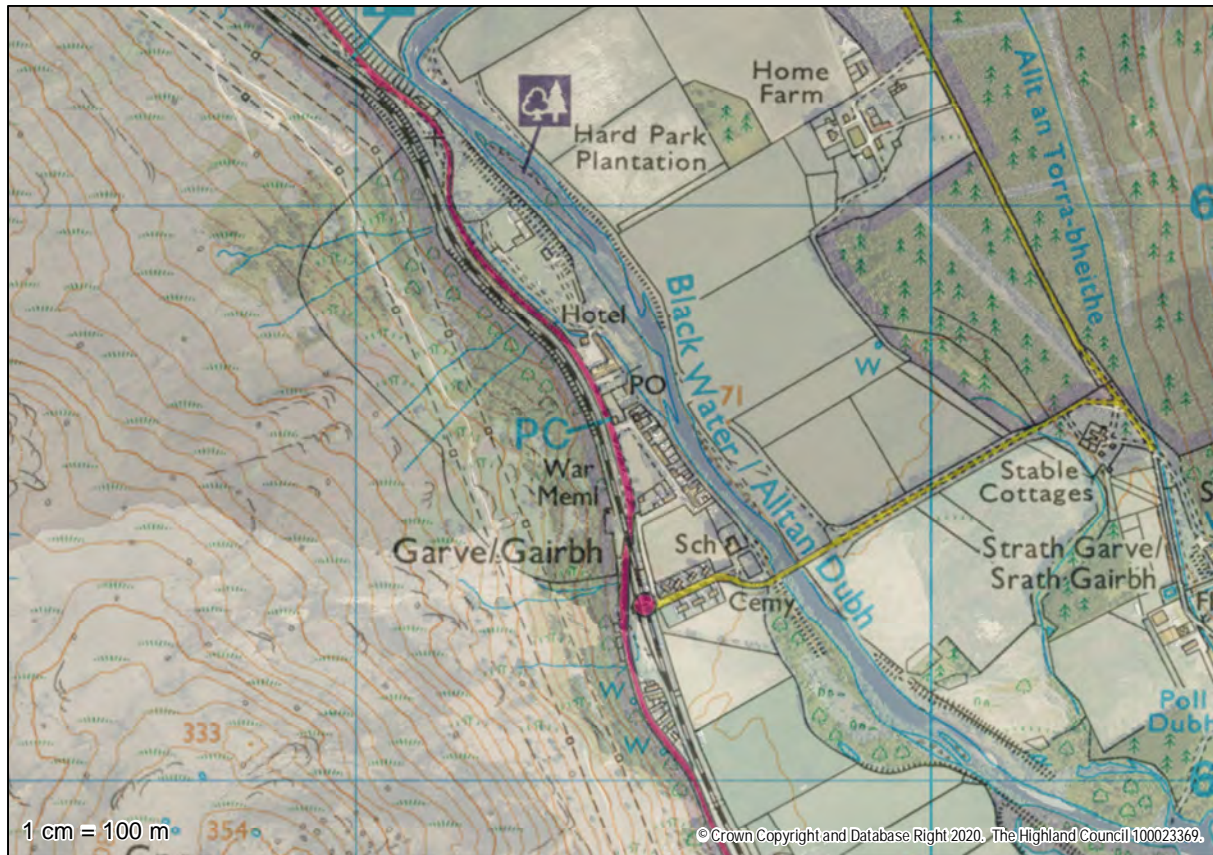 Home
Farm
Hard Park
Plantation
Allt an Torra-bheithe
6
Hotel
Black Water / Alltan Dubh
W
PO
71
PC
War
Meml
Stable
Cottages
Garve/Gairbh
Sch
Strath Garve/
Srath Gairbh
Cemy
W
W
Poll
Dubh
333
6
354
1 cm = 100 m
© Crown Copyright and Database Right 2020. The Highland Council 100023369.